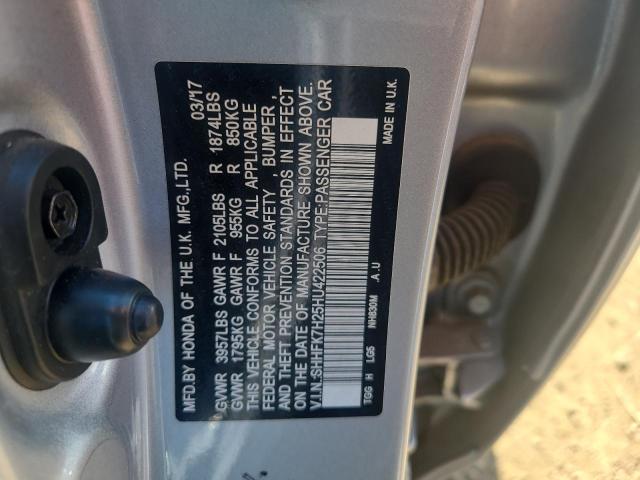 MFD.BY HONDA OF THE U.K. MFG.,LTD. 03/17
GVWR 3957LBS GAWR F 2105LBS R 1874LBS
GVWR 1795KG GAWR F 955KG R 850KG
THIS VEHICLE CONFORMS TO ALL APPLICABLE
FEDERAL MOTOR VEHICLE SAFETY , BUMPER ,
AND THEFT PREVENTION STANDARDS IN EFFECT
ON THE DATE OF MANUFACTURE SHOWN ABOVE.
V.I.N.:SHHFK7H25HU422506 TYPE:PASSENGER CAR
TGG H LG5 NH830M .A .U
MADE IN U.K.